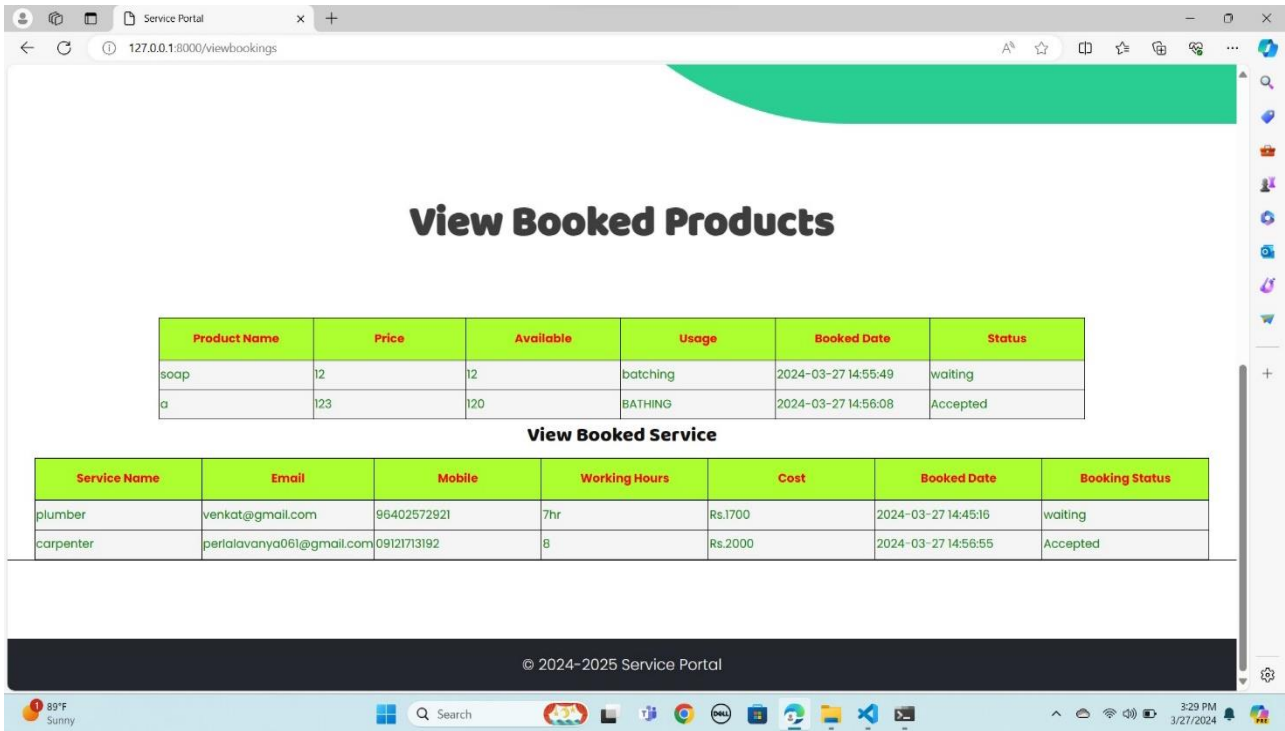 Service Portal
127.0.0.1:8000/viewbookings
View Booked Products
Product Name Price Available Usage Booked Date Status
soap 12 12 batching 2024-03-27 14:55:49 waiting
a 123 120 BATHING 2024-03-27 14:56:08 Accepted
View Booked Service
Service Name Email Mobile Working Hours Cost Booked Date Booking Status
plumber venkat@gmail.com 96402572921 7hr Rs.1700 2024-03-27 14:45:16 waiting
carpenter perlalavanya061@gmail.com 09121713192 8 Rs.2000 2024-03-27 14:56:55 Accepted
© 2024-2025 Service Portal
1 89°F Search DELL 3:29 PM
Sunny 3/27/2024 PRE